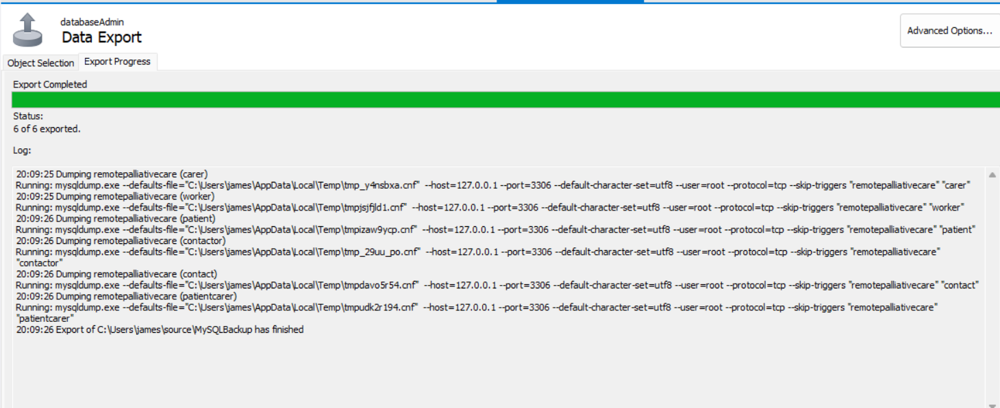 databaseAdmin
Data Export
Advanced Options...
Object Selection
Export Progress
Export Completed
Status:
6 of 6 exported.
Log:
20:09:25 Dumping remotepalliativecare (carer)
Running: mysqldump.exe --defaults-file="C:\Users\james\AppData\Local\Temp\tmp_y4nsbxa.cnf"  --host=127.0.0.1 --port=3306 --default-character-set=utf8 --user=root --protocol=tcp --skip-triggers "remotepalliativecare" "carer"
20:09:25 Dumping remotepalliativecare (worker)
Running: mysqldump.exe --defaults-file="C:\Users\james\AppData\Local\Temp\tmpjsjfjld1.cnf"  --host=127.0.0.1 --port=3306 --default-character-set=utf8 --user=root --protocol=tcp --skip-triggers "remotepalliativecare" "worker"
20:09:26 Dumping remotepalliativecare (patient)
Running: mysqldump.exe --defaults-file="C:\Users\james\AppData\Local\Temp\tmpizaw9ycp.cnf"  --host=127.0.0.1 --port=3306 --default-character-set=utf8 --user=root --protocol=tcp --skip-triggers "remotepalliativecare" "patient"
20:09:26 Dumping remotepalliativecare (contactor)
Running: mysqldump.exe --defaults-file="C:\Users\james\AppData\Local\Temp\tmp_29uu_po.cnf"  --host=127.0.0.1 --port=3306 --default-character-set=utf8 --user=root --protocol=tcp --skip-triggers "remotepalliativecare"
"contactor"
20:09:26 Dumping remotepalliativecare (contact)
Running: mysqldump.exe --defaults-file="C:\Users\james\AppData\Local\Temp\tmpdavo5r54.cnf"  --host=127.0.0.1 --port=3306 --default-character-set=utf8 --user=root --protocol=tcp --skip-triggers "remotepalliativecare" "contact"
20:09:26 Dumping remotepalliativecare (patientcarer)
Running: mysqldump.exe --defaults-file="C:\Users\james\AppData\Local\Temp\tmpudk2r194.cnf"  --host=127.0.0.1 --port=3306 --default-character-set=utf8 --user=root --protocol=tcp --skip-triggers "remotepalliativecare"
"patientcarer"
20:09:26 Export of C:\Users\james\source\MySQLBackup has finished